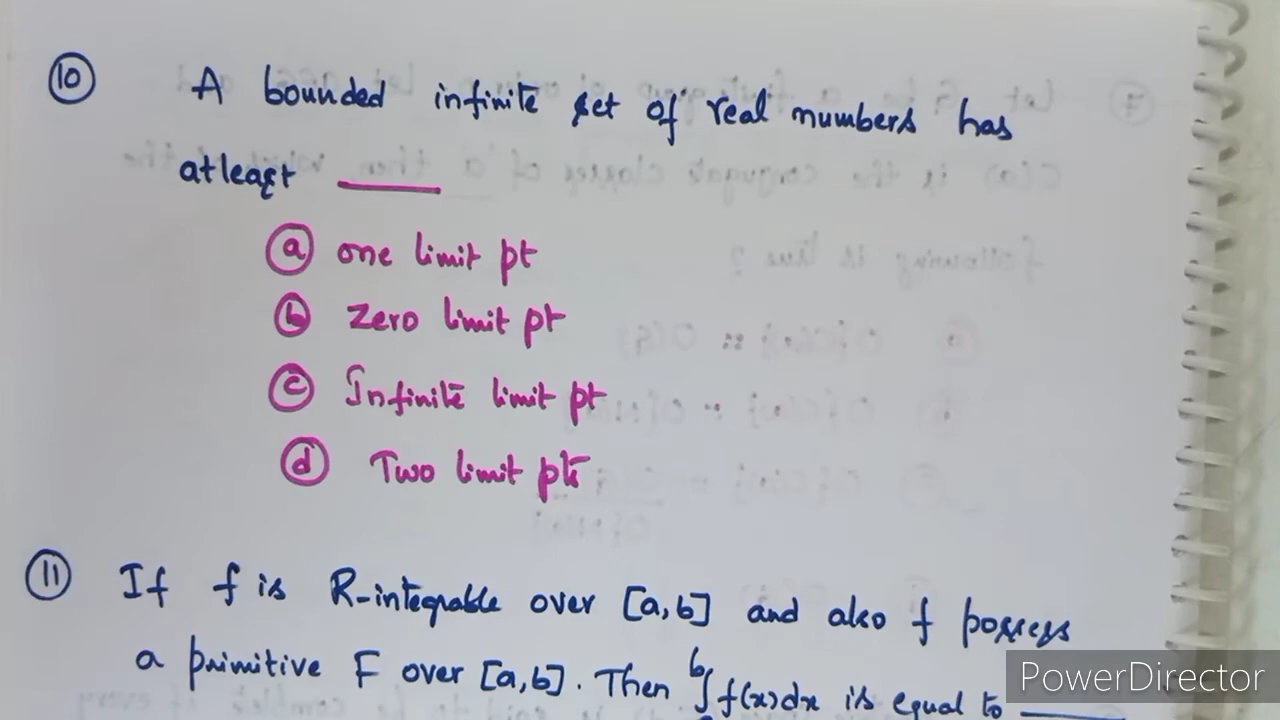 10 A bounded infinite set of real numbers has
atleast ____
a one limit pt
b Zero limit pt
c Infinite limit pt
d Two limit pts
11 If f is R-integrable over [a,b] and also f possess
a primitive F over [a,b]. Then ∫ᵇ f(x)dx is equal to ____
PowerDirector